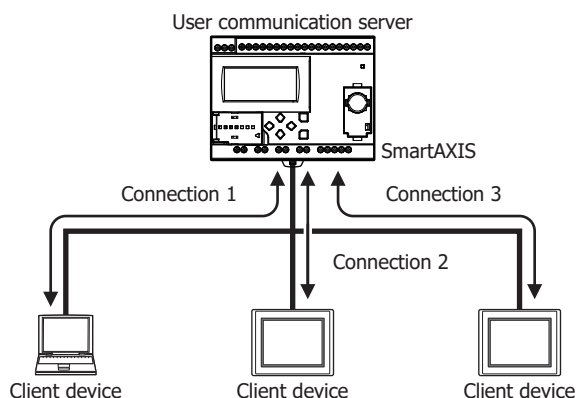 User communication server
SmartAXIS
Connection 1
Connection 3
Connection 2
Client device
Client device
Client device